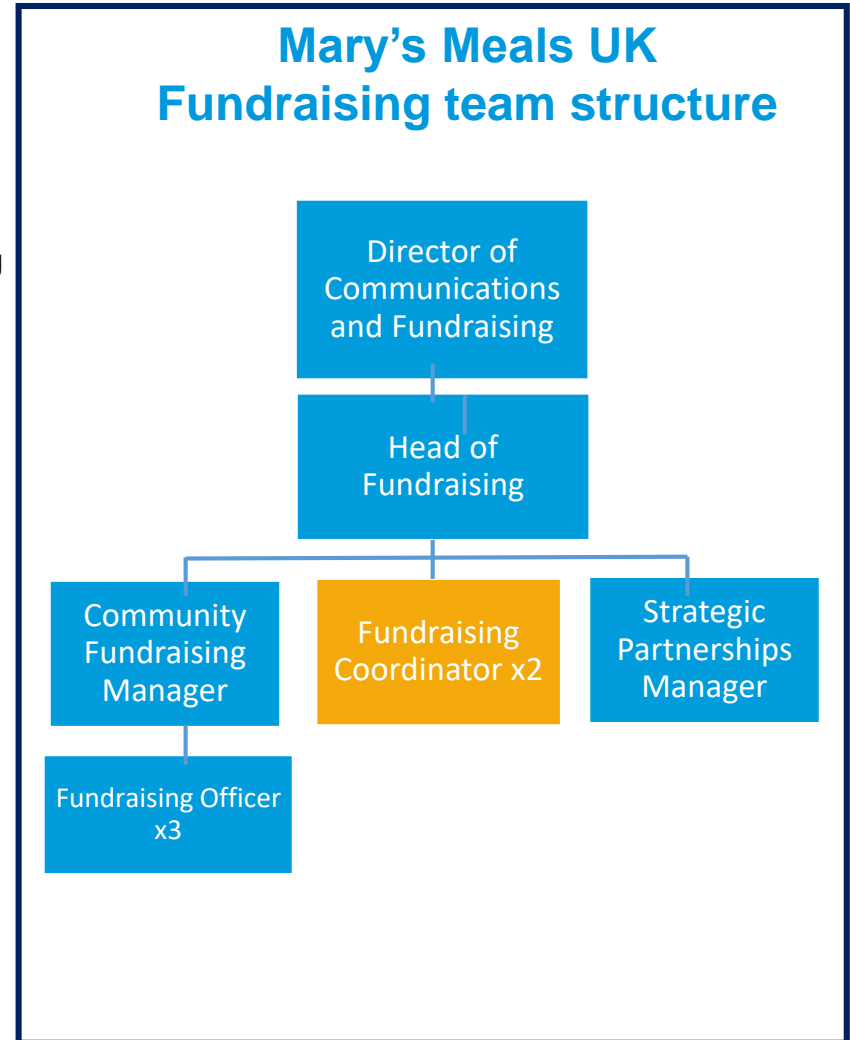 Mary’s Meals UK
Fundraising team structure
Director of
Communications
and Fundraising
Head of
Fundraising
Community
Fundraising
Manager
Fundraising
Coordinator x2
Strategic
Partnerships
Manager
Fundraising Officer
x3